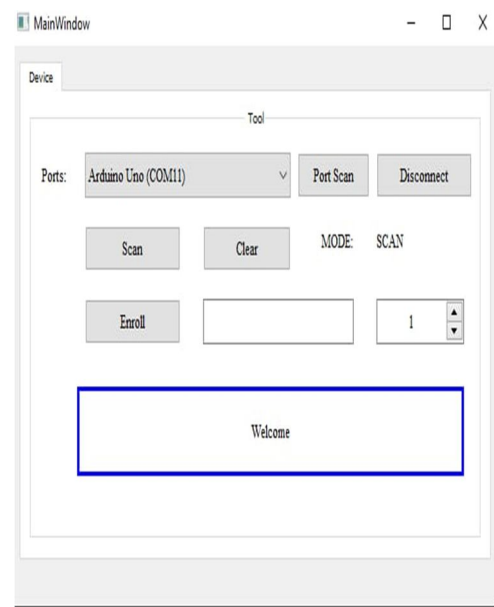 MainWindow
Device
Tool
Ports: Arduino Uno (COM11) Port Scan Disconnect
Scan Clear MODE: SCAN
Enroll 1
Welcome